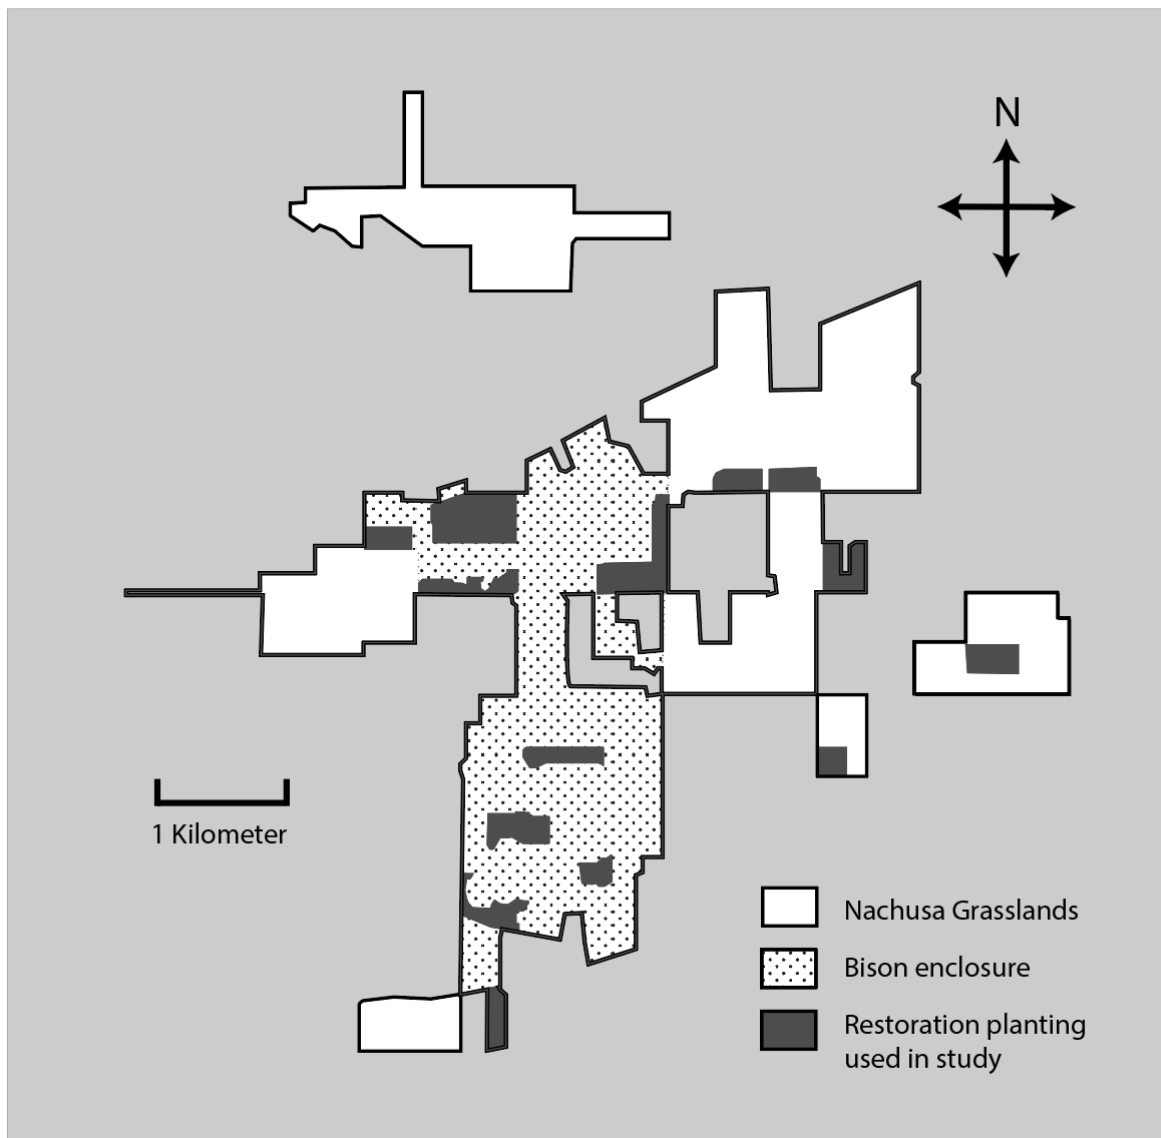 N
1 Kilometer
Nachusa Grasslands
Bison enclosure
Restoration planting
used in study